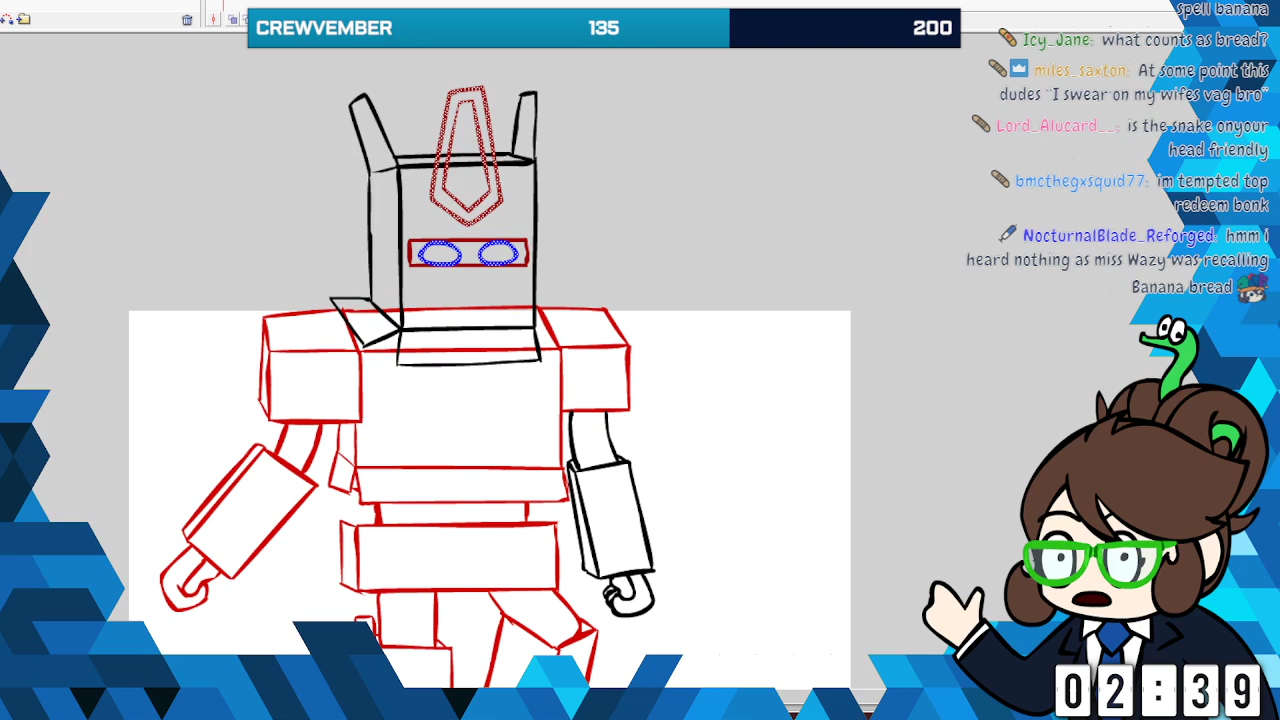 CREWVEMBER 135 200
spell banana
Icy_Jane: what counts as bread?
miles_saxton: At some point this
dudes "I swear on my wifes vag bro"
Lord_Alucard__: is the snake onyour
head friendly
bmcthegxsquid77: im tempted top
redeem bonk
NocturnalBlade_Reforged: hmm i
heard nothing as miss Wazy was recalling
Banana bread
02:39